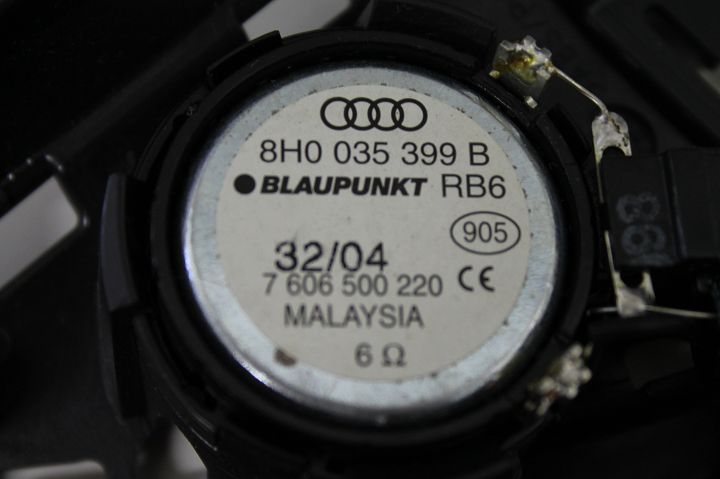 8H0 035 399 B
BLAUPUNKT RB6
905
32/04
7 606 500 220 CE
MALAYSIA
6 Ω